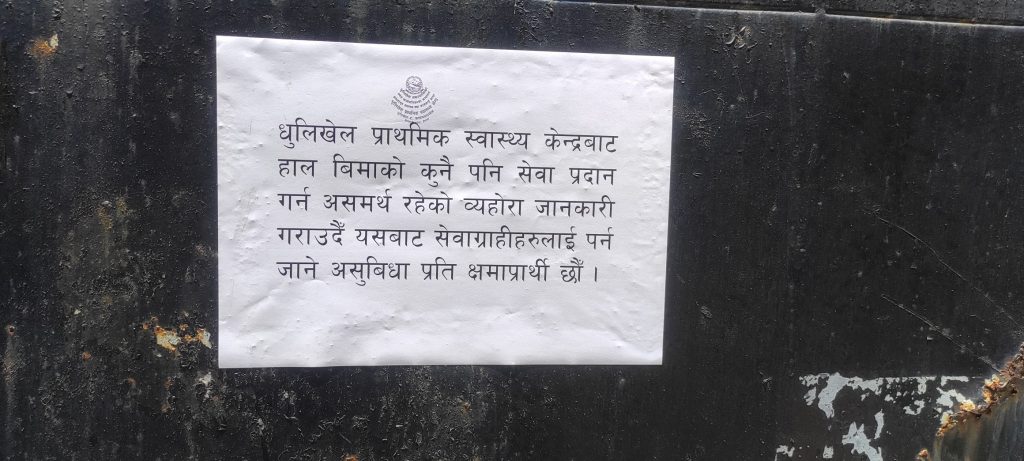 धुलिखेल प्राथमिक स्वास्थ्य केन्द्रबाट
हाल बिमाको कुनै पनि सेवा प्रदान
गर्न असमर्थ रहेको व्यहोरा जानकारी
गराउदैँ यसबाट सेवाग्राहीहरुलाई पर्न
जाने असुबिधा प्रति क्षमाप्रार्थी छौँ ।